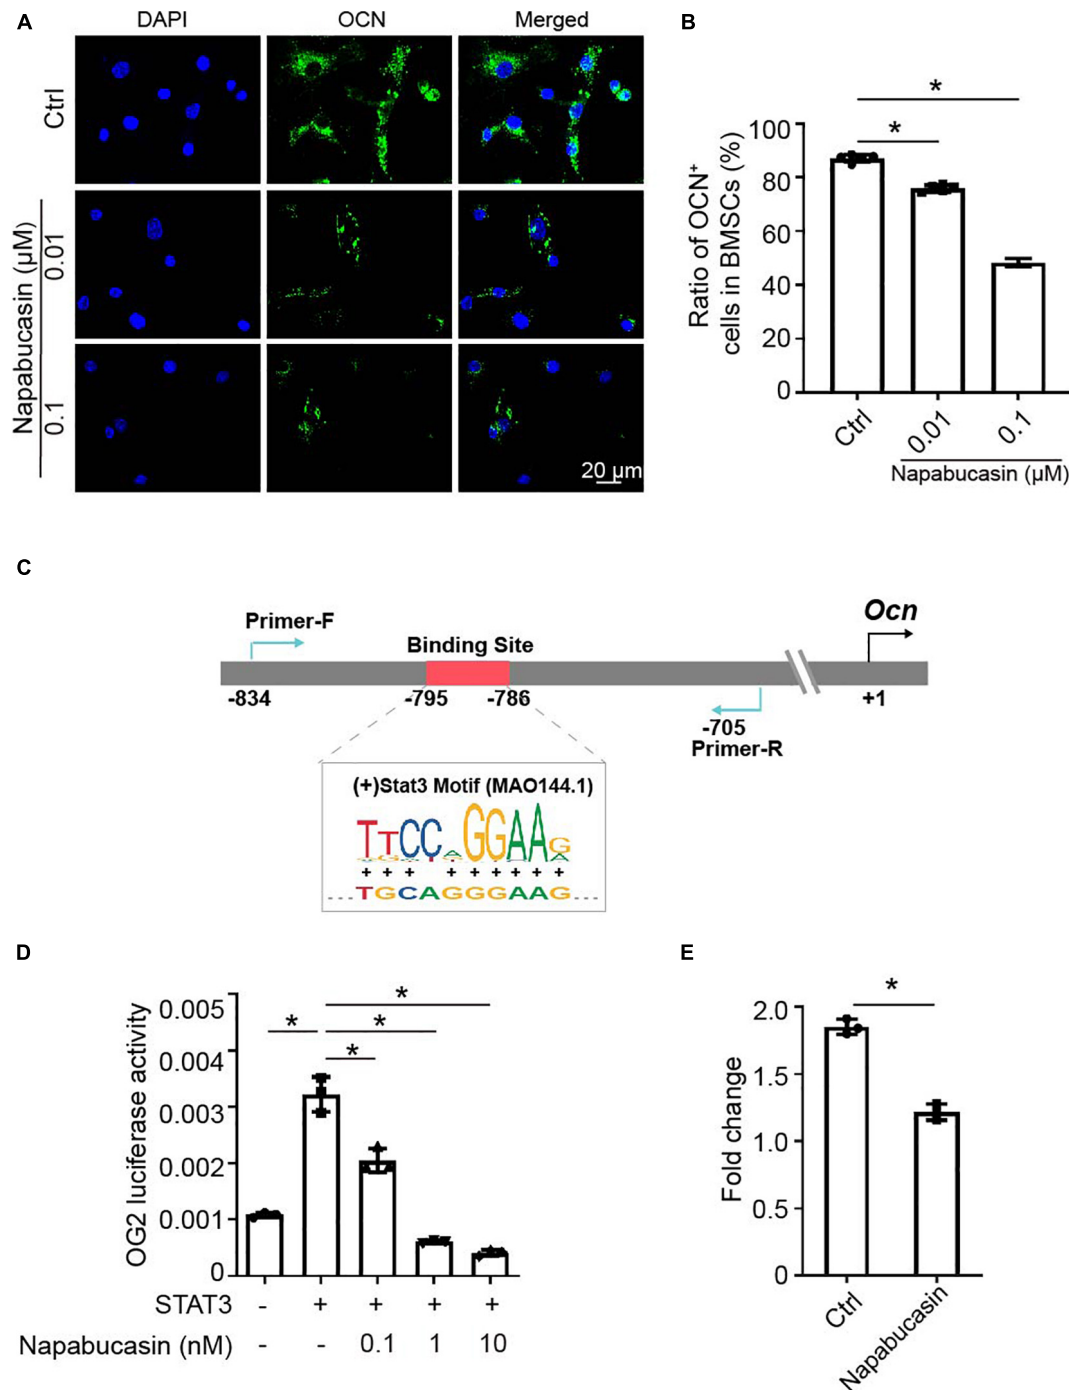 A
DAPI OCN Merged
Ctrl
Napabucasin (µM)
0.01
0.1
20 µm
B
*
*
Ratio of OCN+
cells in BMSCs (%)
100
80
60
40
20
0
Ctrl 0.01 0.1
Napabucasin (µM)
C
Primer-F
Binding Site
Ocn
-834 -795 -786 -705 +1
Primer-R
(+)Stat3 Motif (MAO144.1)
TTCCAGGAAG
+ + + + + + + + +
...TGCAGGGAAG...
D
OG2 luciferase activity
0.005
0.004
0.003
0.002
0.001
0
* * * *
STAT3 - + + + +
Napabucasin (nM) - - 0.1 1 10
E
*
Fold change
2.0
1.5
1.0
0.5
0
Ctrl Napabucasin